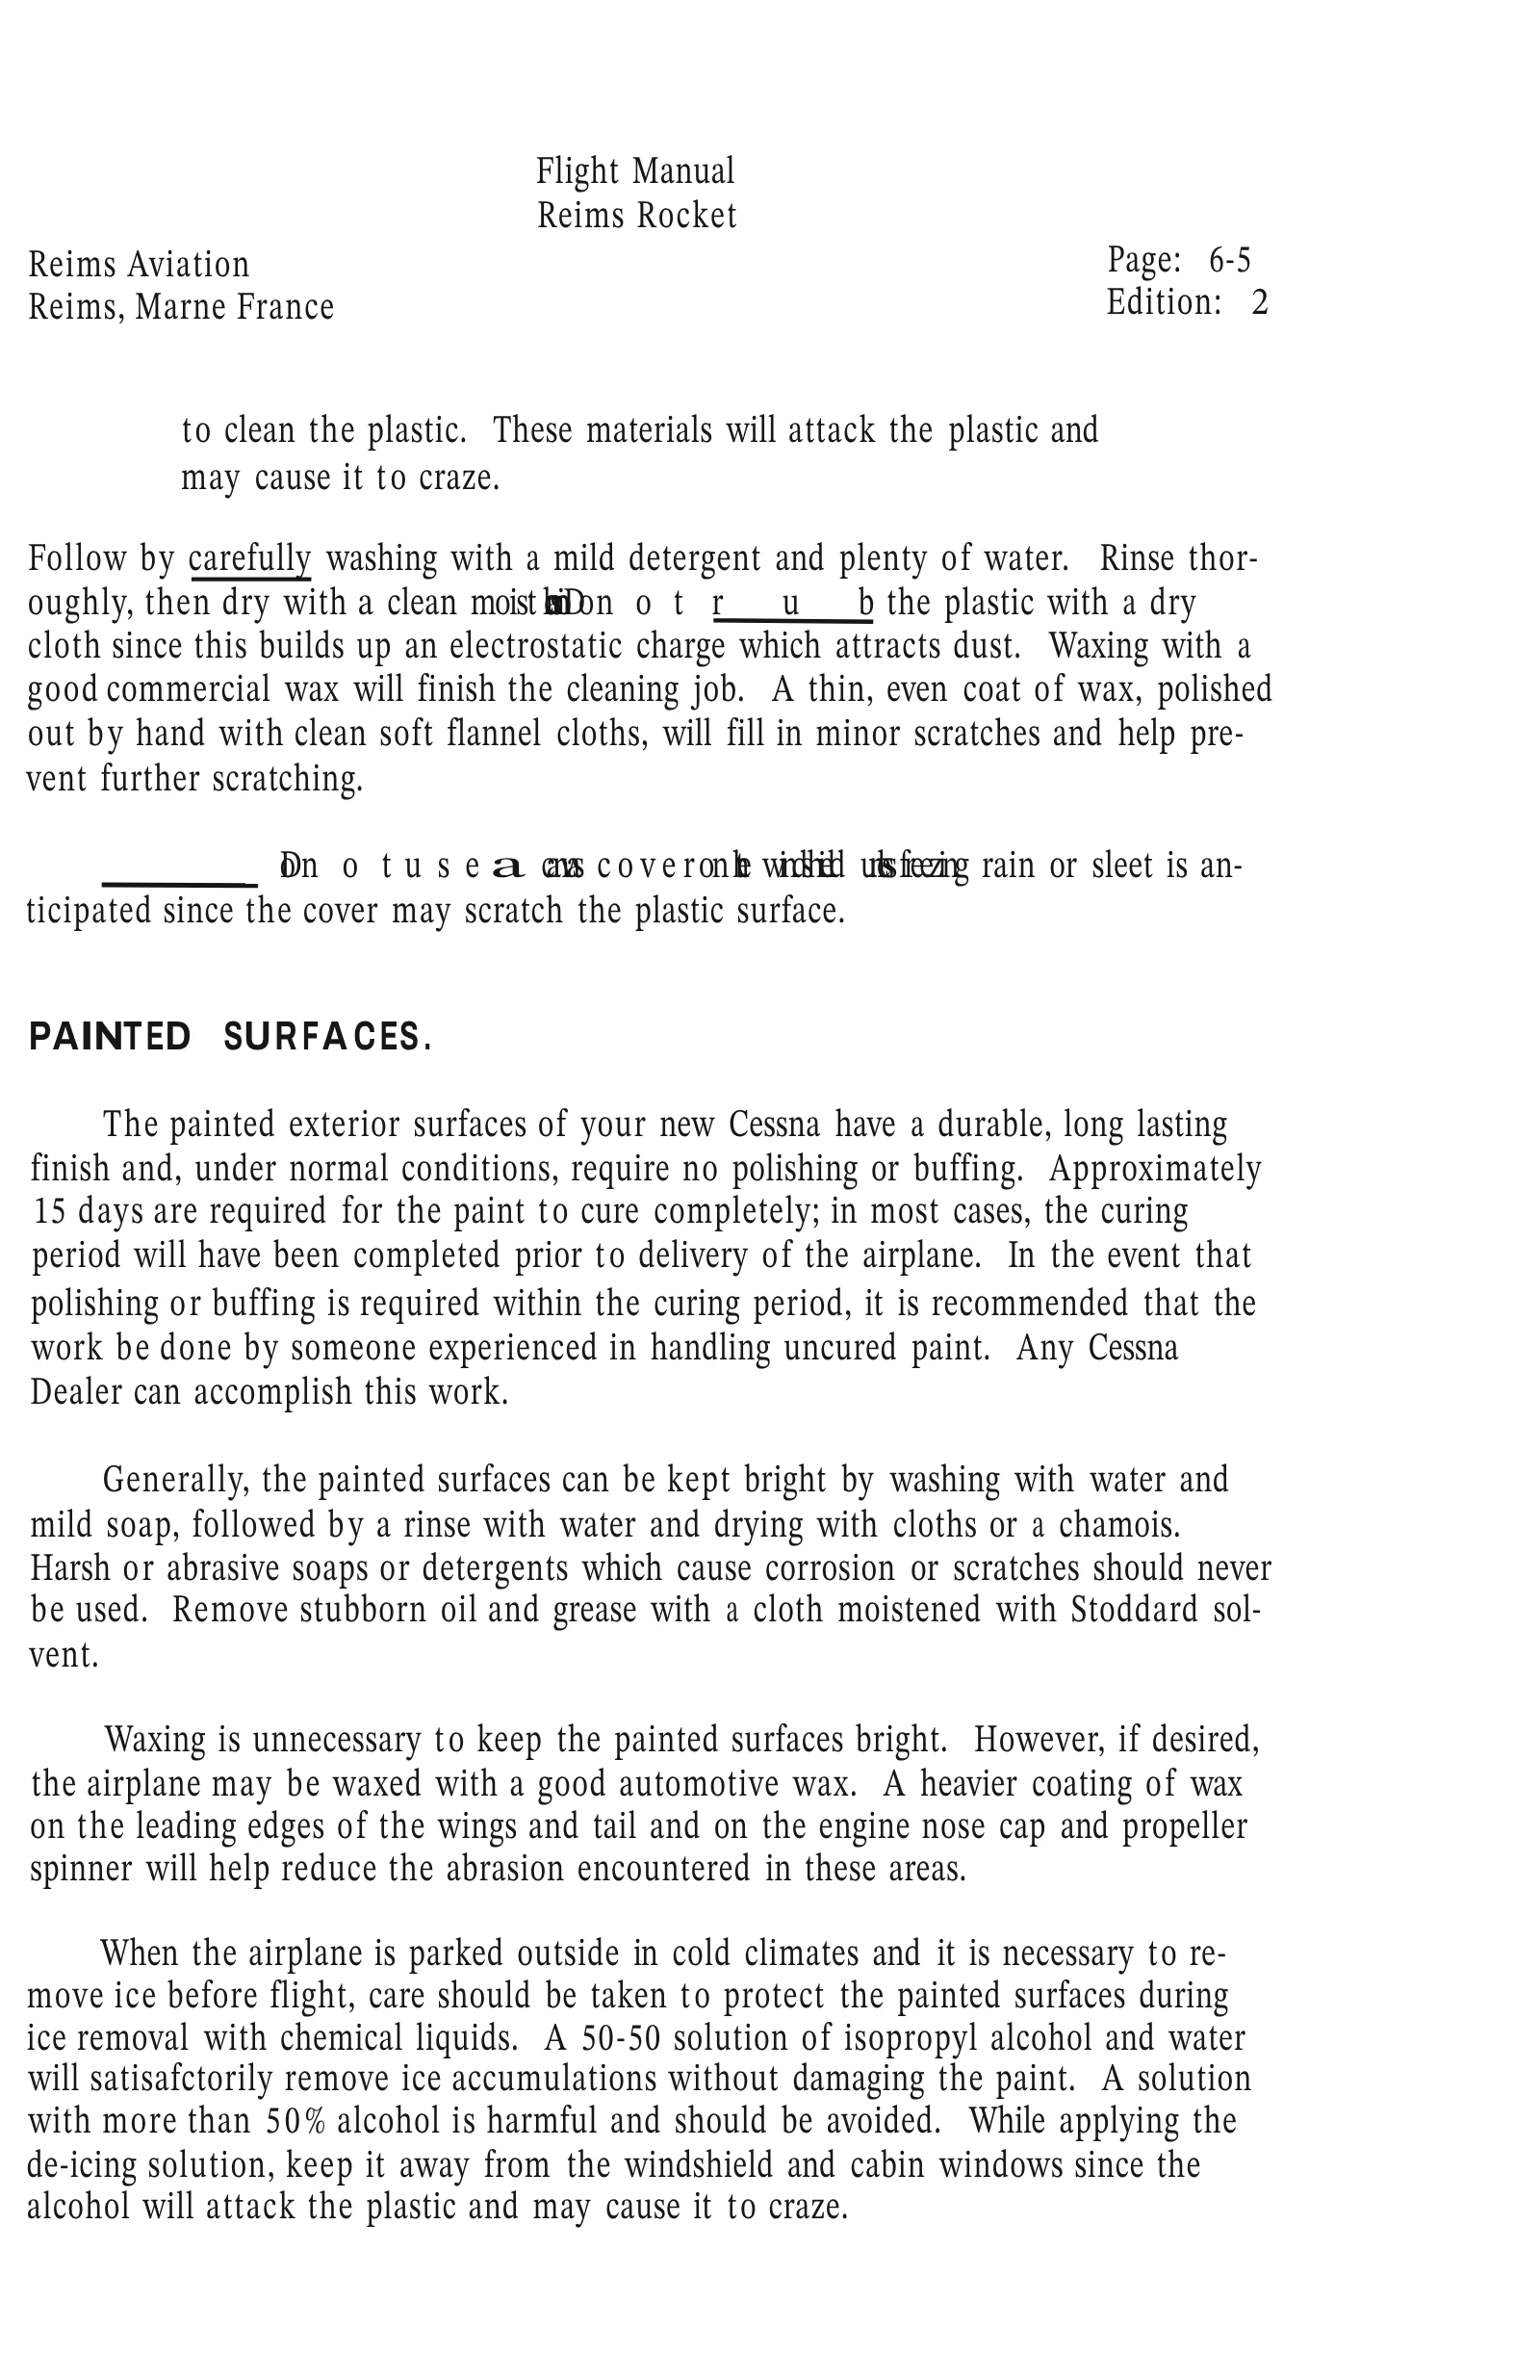 Flight Manual
Reims Rocket
Reims Aviation
Page: 6-5
Reims, Marne France
Edition: 2
to clean the plastic. These materials will attack the plastic and
may cause it to craze.
Follow by carefully washing with a mild detergent and plenty of water. Rinse thor-
oughly, then dry with a clean moist Do not rub the plastic with a dry
cloth since this builds up an electrostatic charge which attracts dust. Waxing with a
good commercial wax will finish the cleaning job. A thin, even coat of wax, polished
out by hand with clean soft flannel cloths, will fill in minor scratches and help pre-
vent further scratching.
Do not use a canvas cover on the windshield unless freezing rain or sleet is an-
ticipated since the cover may scratch the plastic surface.
PAINTED SURFACES.
The painted exterior surfaces of your new Cessna have a durable, long lasting
finish and, under normal conditions, require no polishing or buffing. Approximately
15 days are required for the paint to cure completely; in most cases, the curing
period will have been completed prior to delivery of the airplane. In the event that
polishing or buffing is required within the curing period, it is recommended that the
work be done by someone experienced in handling uncured paint. Any Cessna
Dealer can accomplish this work.
Generally, the painted surfaces can be kept bright by washing with water and
mild soap, followed by a rinse with water and drying with cloths or a chamois.
Harsh or abrasive soaps or detergents which cause corrosion or scratches should never
be used. Remove stubborn oil and grease with a cloth moistened with Stoddard sol-
vent.
Waxing is unnecessary to keep the painted surfaces bright. However, if desired,
the airplane may be waxed with a good automotive wax. A heavier coating of wax
on the leading edges of the wings and tail and on the engine nose cap and propeller
spinner will help reduce the abrasion encountered in these areas.
When the airplane is parked outside in cold climates and it is necessary to re-
move ice before flight, care should be taken to protect the painted surfaces during
ice removal with chemical liquids. A 50-50 solution of isopropyl alcohol and water
will satisafctorily remove ice accumulations without damaging the paint. A solution
with more than 50% alcohol is harmful and should be avoided. While applying the
de-icing solution, keep it away from the windshield and cabin windows since the
alcohol will attack the plastic and may cause it to craze.